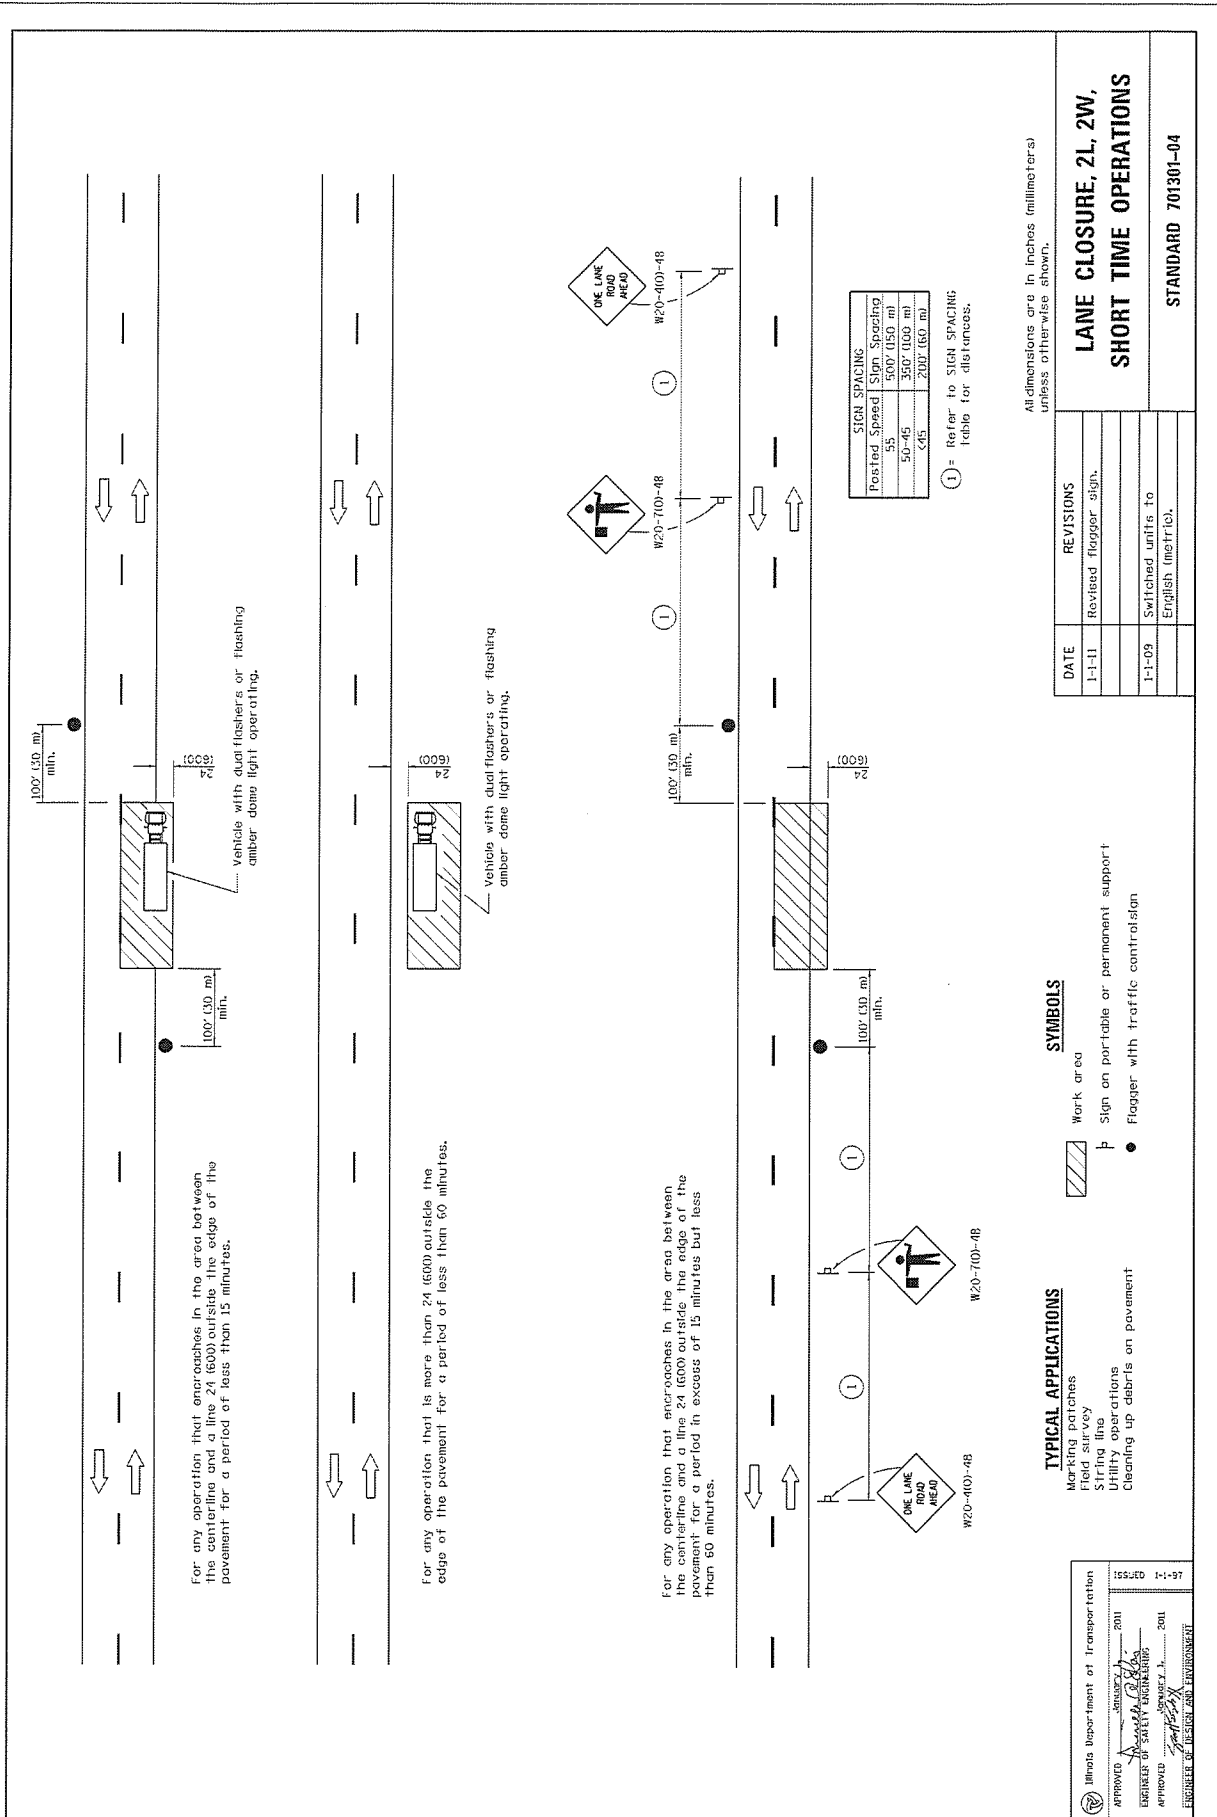 100' (30 m)
min.
24
(600)
Vehicle with dual flashers or flashing
amber dome light operating.
100' (30 m)
min.
For any operation that encroaches in the area between
the centerline and a line 24 (600) outside the edge of the
pavement for a period of less than 15 minutes.
24
(600)
Vehicle with dual flashers or flashing
amber dome light operating.
For any operation that is more than 24 (600) outside the
edge of the pavement for a period of less than 60 minutes.
For any operation that encroaches in the area between
the centerline and a line 24 (600) outside the edge of the
pavement for a period in excess of 15 minutes but less
than 60 minutes.
100' (30 m)
min.
1
1
W20-7(O)-48
ONE LANE
ROAD
AHEAD
W20-4(O)-48
24
(600)
100' (30 m)
min.
1
1
W20-7(O)-48
ONE LANE
ROAD
AHEAD
W20-4(O)-48
SIGN SPACING
Posted Speed Sign Spacing
55 500' (150 m)
50-45 350' (100 m)
<45 200' (60 m)
1 = Refer to SIGN SPACING
table for distances.
TYPICAL APPLICATIONS
Marking patches
Field survey
String line
Utility operations
Cleaning up debris on pavement
SYMBOLS
Work area
Sign on portable or permanent support
Flagger with traffic control sign
All dimensions are in inches (millimeters)
unless otherwise shown.
Illinois Department of Transportation
APPROVED January 1, 2011
ENGINEER OF SAFETY ENGINEERING
APPROVED January 1, 2011
ENGINEER OF DESIGN AND ENVIRONMENT
ISSUED 1-1-97
DATE REVISIONS
1-1-11 Revised flagger sign.
1-1-09 Switched units to
English (metric).
LANE CLOSURE, 2L, 2W,
SHORT TIME OPERATIONS
STANDARD 701301-04